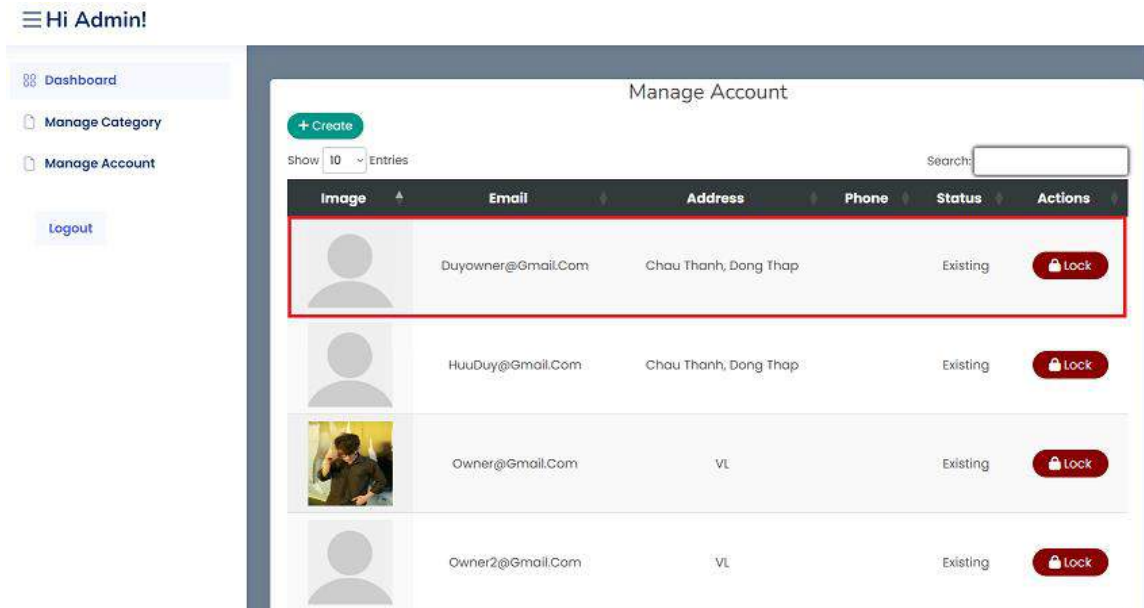 Hi Admin!
Dashboard
Manage Category
Manage Account
Logout
Manage Account
+ Create
Show 10 Entries
Search:
Image Email Address Phone Status Actions
Duyowner@Gmail.Com Chau Thanh, Dong Thap Existing Lock
HuuDuy@Gmail.Com Chau Thanh, Dong Thap Existing Lock
Owner@Gmail.Com VL Existing Lock
Owner2@Gmail.Com VL Existing Lock